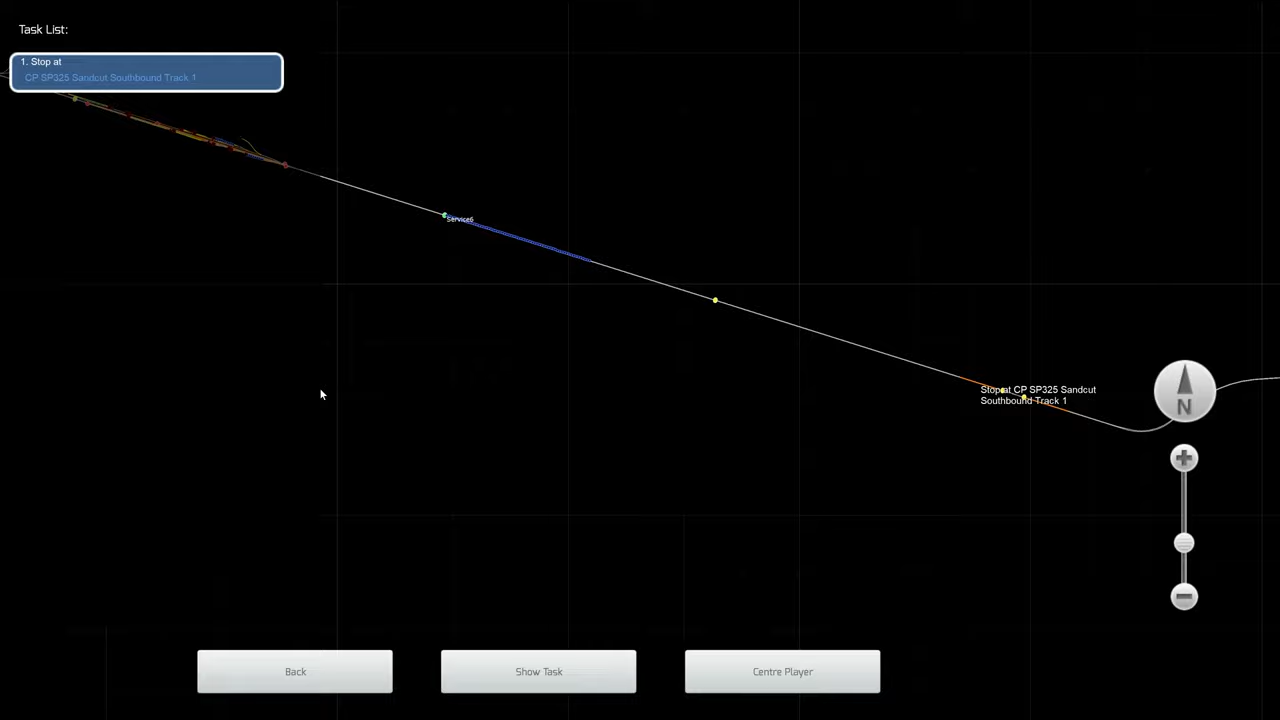 Task List:
1. Stop at
CP SP325 Sandcut Southbound Track 1
Service6
Stop at CP SP325 Sandcut
Southbound Track 1
N
Back
Show Task
Centre Player